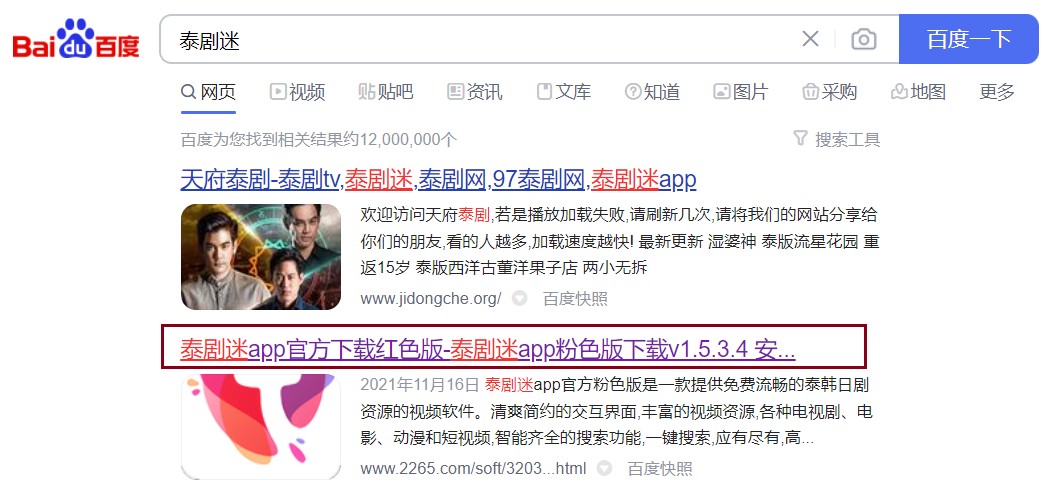 Bai du 百度 泰剧迷 百度一下
网页 视频 贴吧 资讯 文库 知道 图片 采购 地图 更多
百度为您找到相关结果约12,000,000个 搜索工具
天府泰剧-泰剧tv,泰剧迷,泰剧网,97泰剧网,泰剧迷app
欢迎访问天府泰剧,若是播放加载失败,请刷新几次,请将我们的网站分享给
你们的朋友,看的人越多,加载速度越快! 最新更新 湿婆神 泰版流星花园 重
返15岁 泰版西洋古董洋果子店 两小无拆
www.jidongche.org/ 百度快照
泰剧迷app官方下载红色版-泰剧迷app粉色版下载v1.5.3.4 安...
2021年11月16日 泰剧迷app官方粉色版是一款提供免费流畅的泰韩日剧
资源的视频软件。清爽简约的交互界面,丰富的视频资源,各种电视剧、电
影、动漫和短视频,智能齐全的搜索功能,一键搜索,应有尽有,高...
www.2265.com/soft/3203...html 百度快照